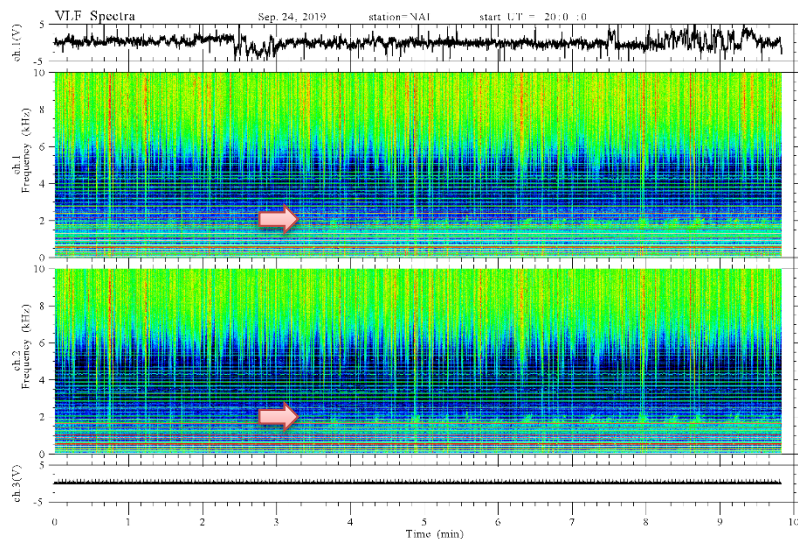 VLF Spectra Sep. 24, 2019 station=NAI start UT = 20:0 :0
ch.1(V)
5
-5
ch.1
Frequency (kHz)
10
8
6
4
2
0
ch.2
Frequency (kHz)
10
8
6
4
2
0
ch.3(V)
5
-5
0 1 2 3 4 5 6 7 8 9 10
Time (min)